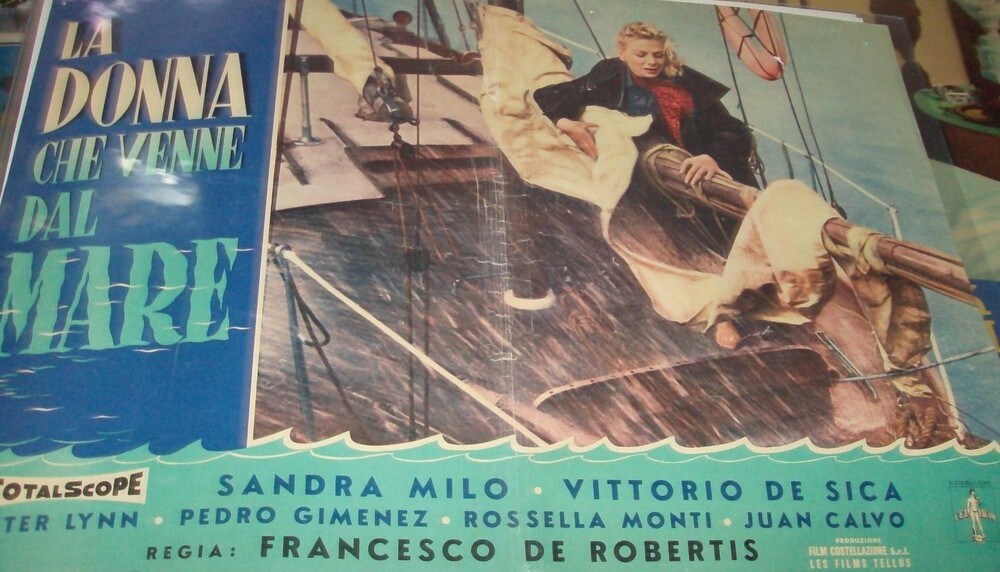 LA
DONNA
CHE VENNE
DAL
MARE
TOTALSCOPE
SANDRA MILO • VITTORIO DE SICA
TER LYNN • PEDRO GIMENEZ • ROSSELLA MONTI • JUAN CALVO
REGIA: FRANCESCO DE ROBERTIS
PRODUZIONE
FILM COSTELLAZIONE S.r.l.
LES FILMS TELLUS